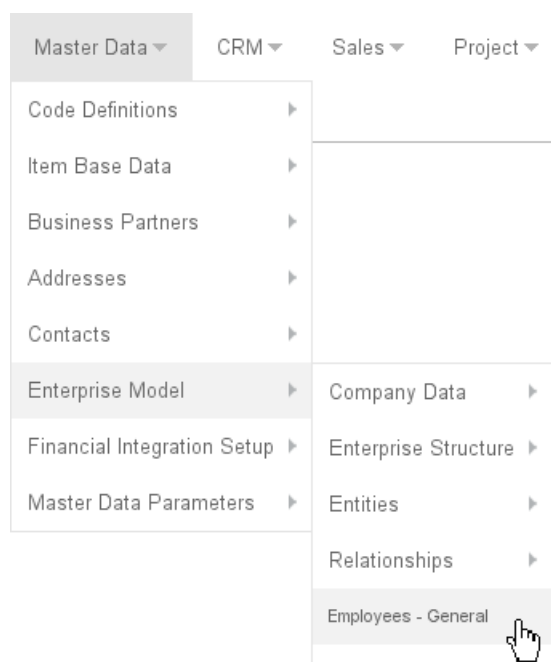 Master Data CRM Sales Project
Code Definitions
Item Base Data
Business Partners
Addresses
Contacts
Enterprise Model
Financial Integration Setup
Master Data Parameters
Company Data
Enterprise Structure
Entities
Relationships
Employees - General